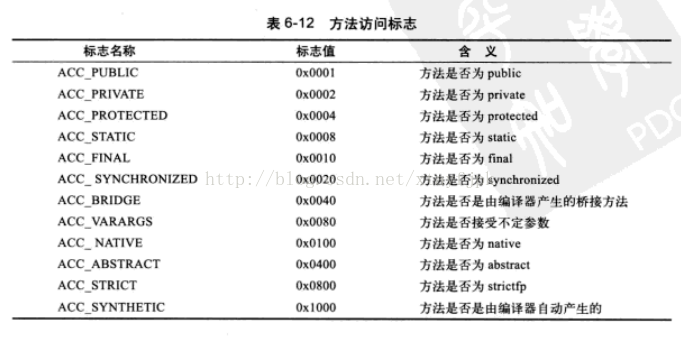 表 6-12 方法访问标志
标志名称 标志值 含 义
ACC_PUBLIC 0x0001 方法是否为 public
ACC_PRIVATE 0x0002 方法是否为 private
ACC_PROTECTED 0x0004 方法是否为 protected
ACC_STATIC 0x0008 方法是否为 static
ACC_FINAL 0x0010 方法是否为 final
ACC_ SYNCHRONIZED 0x0020 方法是否为 synchronized
ACC_BRIDGE 0x0040 方法是否是由编译器产生的桥接方法
ACC_VARARGS 0x0080 方法是否接受不定参数
ACC_ NATIVE 0x0100 方法是否为 native
ACC_ABSTRACT 0x0400 方法是否为 abstract
ACC_STRICT 0x0800 方法是否为 strictfp
ACC_SYNTHETIC 0x1000 方法是否是由编译器自动产生的
PDG